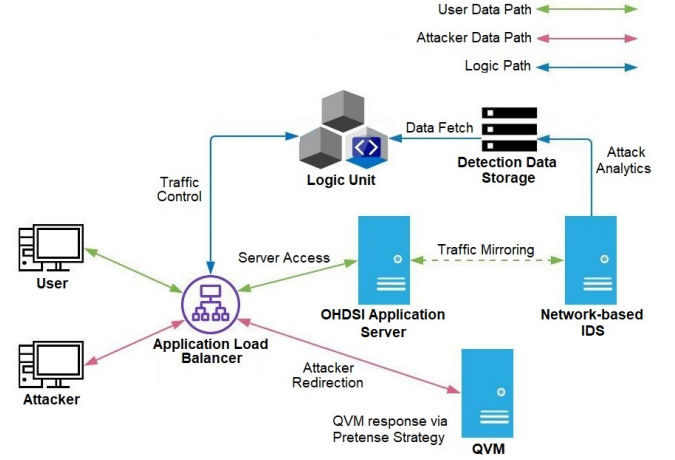 User Data Path
Attacker Data Path
Logic Path
Data Fetch
Logic Unit
Detection Data
Storage
Attack
Analytics
Traffic
Control
User
Server Access
Traffic Mirroring
OHDSI Application
Server
Network-based
IDS
Application Load
Balancer
Attacker
Attacker
Redirection
QVM response via
Pretense Strategy
QVM